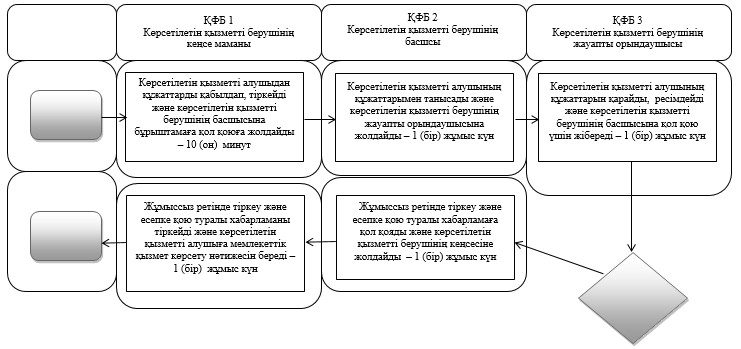 ҚФБ 1
Көрсетілетін қызметті берушінің
кеңсе маманы
ҚФБ 2
Көрсетілетін қызметті берушінің
басшсы
ҚФБ 3
Көрсетілетін қызметті берушінің
жауапты орындаушысы
Көрсетілетін қызметті алушыдан
құжаттарды қабылдап, тіркейді
және көрсетілетін қызметті
берушінің басшысына
бұрыштамаға қол қоюға жолдайды
– 10 (он) минут
Көрсетілетін қызметті алушының
құжаттарымен танысады және
көрсетілетін қызметті берушінің
жауапты орындаушысына
жолдайды – 1 (бір) жұмыс күн
Көрсетілетін қызметті алушының
құжаттарын қарайды, ресімдейді
және көрсетілетін қызметті
берушінің басшысына қол қою
үшін жібереді – 1 (бір) жұмыс күн
Жұмыссыз ретінде тіркеу және
есепке қою туралы хабарламаны
тіркейді және көрсетілетін
қызметті алушыға мемлекеттік
қызмет көрсету нәтижесін береді –
1 (бір) жұмыс күн
Жұмыссыз ретінде тіркеу және
есепке қою туралы хабарламаға
қол қояды және көрсетілетін
қызметті берушінің кеңсесіне
жолдайды – 1 (бір) жұмыс күн